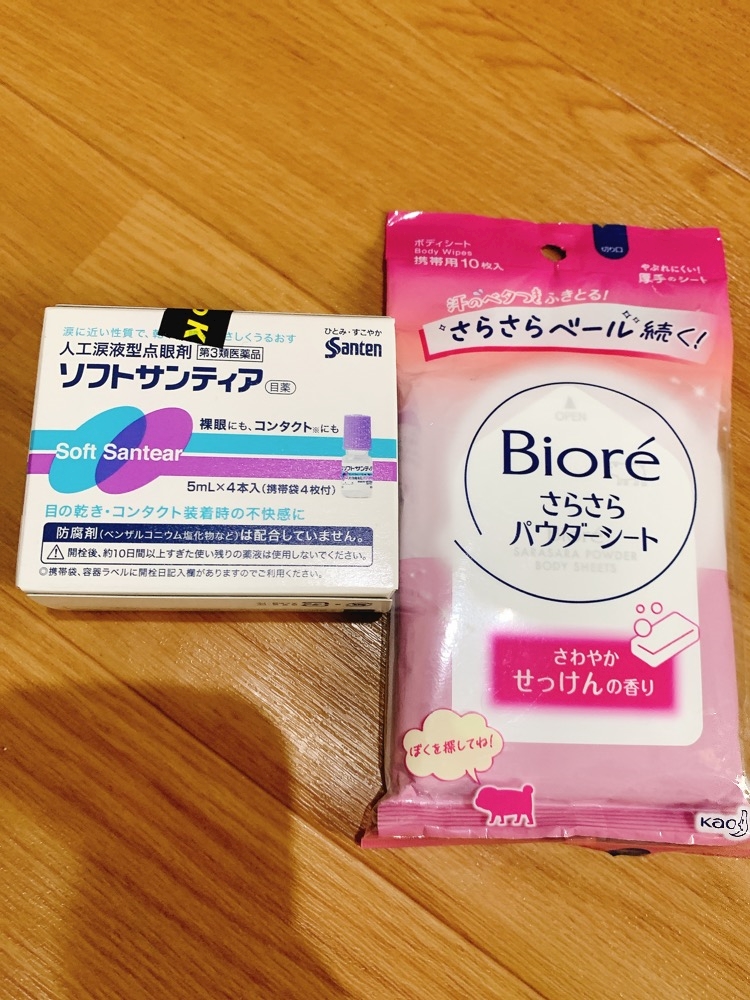 涙に近い性質で、
さしくうるおす
OK
人工涙液型点眼剤 第3類医薬品
ひとみ・すこやか
Santen
ソフトサンティア 目薬
裸眼にも、コンタクト※にも
Soft Santear
5mL×4本入(携帯袋4枚付)
目の乾き・コンタクト装着時の不快感に
防腐剤(ベンザルコニウム塩化物など)は配合していません。
開栓後、約10日間以上すぎた使い残りの薬液は使用しないでください。
◎携帯袋、容器ラベルに開栓日記入欄がありますのでご利用ください。
ボディシート
Body Wipes
携帯用10枚入
切り口
やぶれにくい!
厚手のシート
汗のベタつきふきとる!
さらさらベール続く!
OPEN
Bioré
さらさら
パウダーシート
SARASARA POWDER
BODY SHEETS
さわやか
せっけんの香り
ぼくを探してね!
Kao